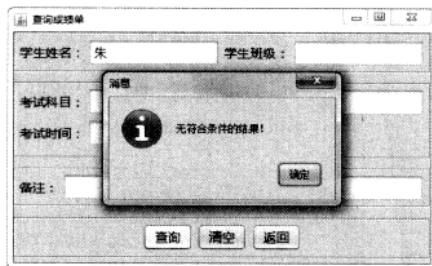 查询成绩单
学生姓名： 朱 学生班级：
消息
考试科目：
无符合条件的结果！
考试时间：
确定
备注：
查询 清空 返回